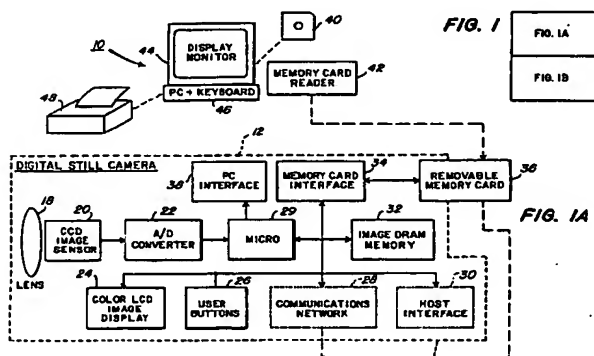 FIG. 1
FIG. 1A
FIG. 1B
10
44
DISPLAY
MONITOR
PC + KEYBOARD
46
48
40
42
MEMORY CARD
READER
12
DIGITAL STILL CAMERA
38
PC
INTERFACE
MEMORY CARD
INTERFACE
34
REMOVABLE
MEMORY CARD
36
FIG. 1A
18
LENS
20
CCD
IMAGE
SENSOR
22
A/D
CONVERTER
29
MICRO
32
IMAGE DRAM
MEMORY
24
COLOR LCD
IMAGE
DISPLAY
26
USER
BUTTONS
28
COMMUNICATIONS
NETWORK
30
HOST
INTERFACE